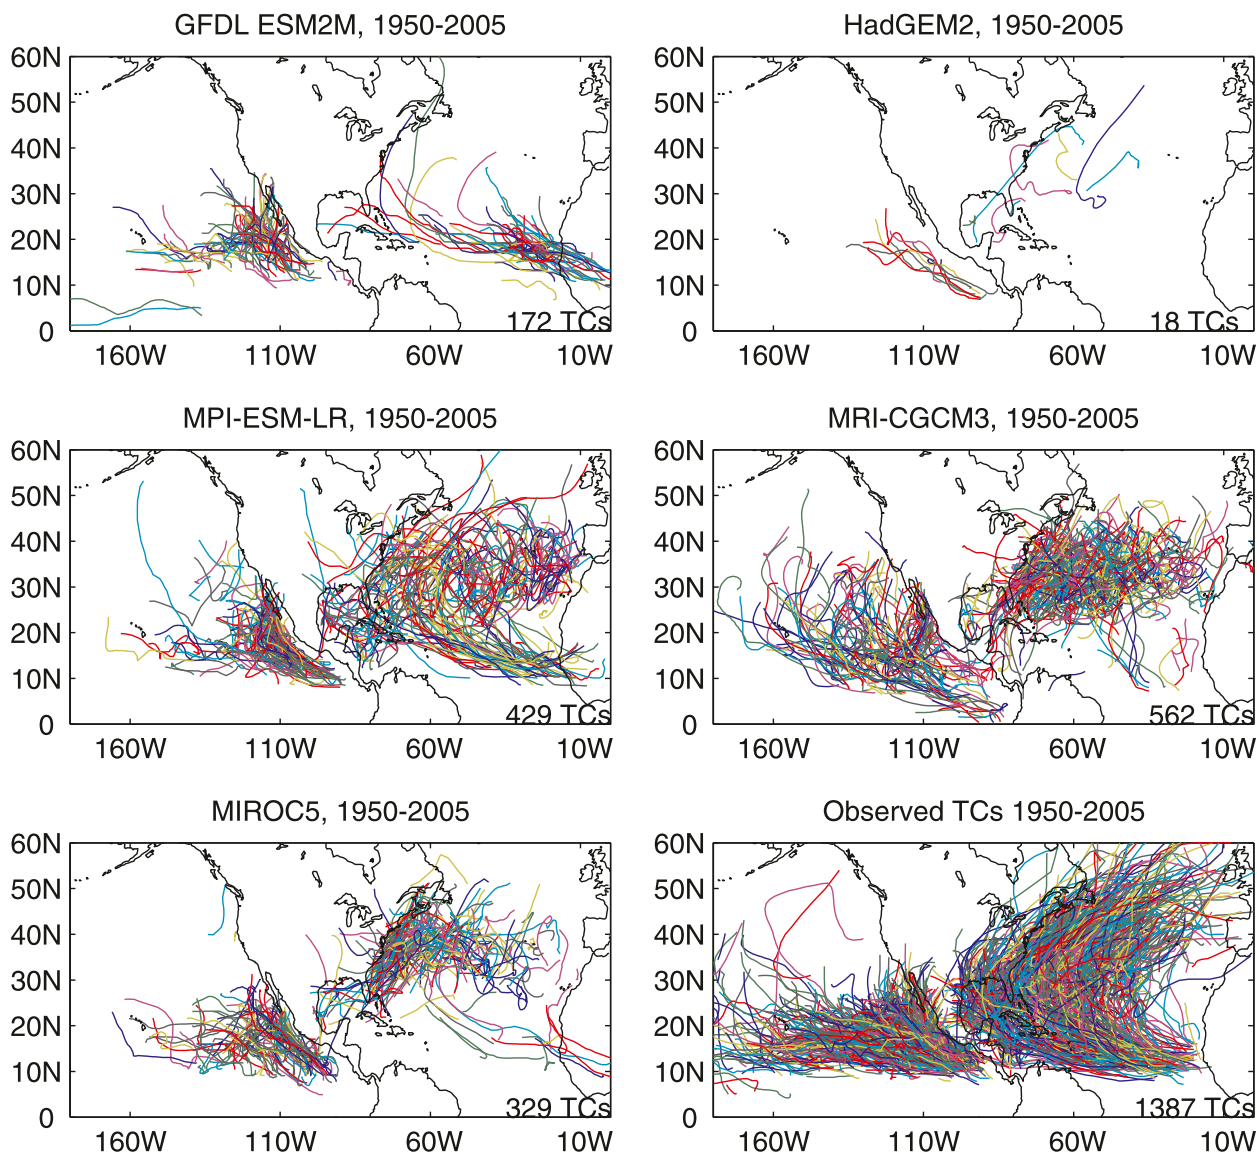 GFDL ESM2M, 1950-2005
60N
50N
40N
30N
20N
10N
0
172 TCs
160W 110W 60W 10W
HadGEM2, 1950-2005
60N
50N
40N
30N
20N
10N
0
18 TCs
160W 110W 60W 10W
MPI-ESM-LR, 1950-2005
60N
50N
40N
30N
20N
10N
0
429 TCs
160W 110W 60W 10W
MRI-CGCM3, 1950-2005
60N
50N
40N
30N
20N
10N
0
562 TCs
160W 110W 60W 10W
MIROC5, 1950-2005
60N
50N
40N
30N
20N
10N
0
329 TCs
160W 110W 60W 10W
Observed TCs 1950-2005
60N
50N
40N
30N
20N
10N
0
1387 TCs
160W 110W 60W 10W